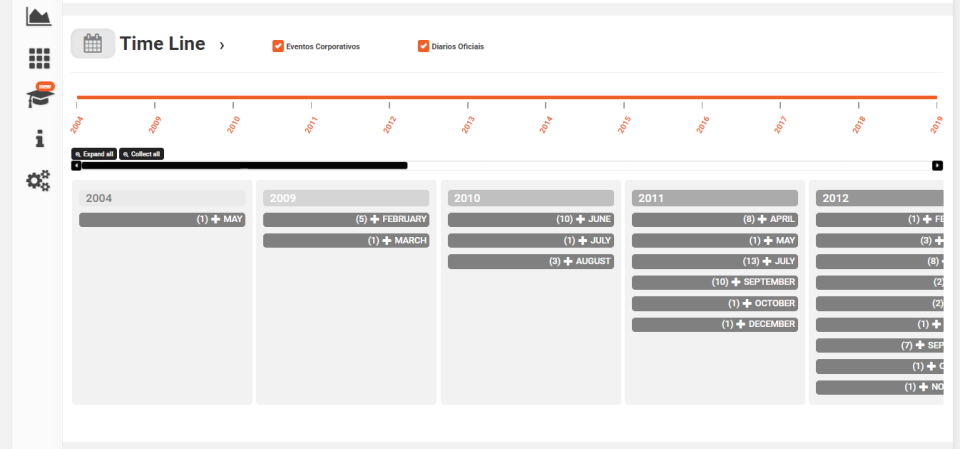 Time Line ›
Eventos Corporativos
Diarios Oficiais
new
2004 2009 2010 2011 2012 2013 2014 2015 2016 2017 2018 2019
Expand all
Collect all
2004
(1) + MAY
2009
(5) + FEBRUARY
(1) + MARCH
2010
(10) + JUNE
(1) + JULY
(3) + AUGUST
2011
(8) + APRIL
(1) + MAY
(13) + JULY
(10) + SEPTEMBER
(1) + OCTOBER
(1) + DECEMBER
2012
(1) + FE
(3) +
(8)
(2)
(2)
(1) +
(7) + SEP
(1) + O
(1) + NO